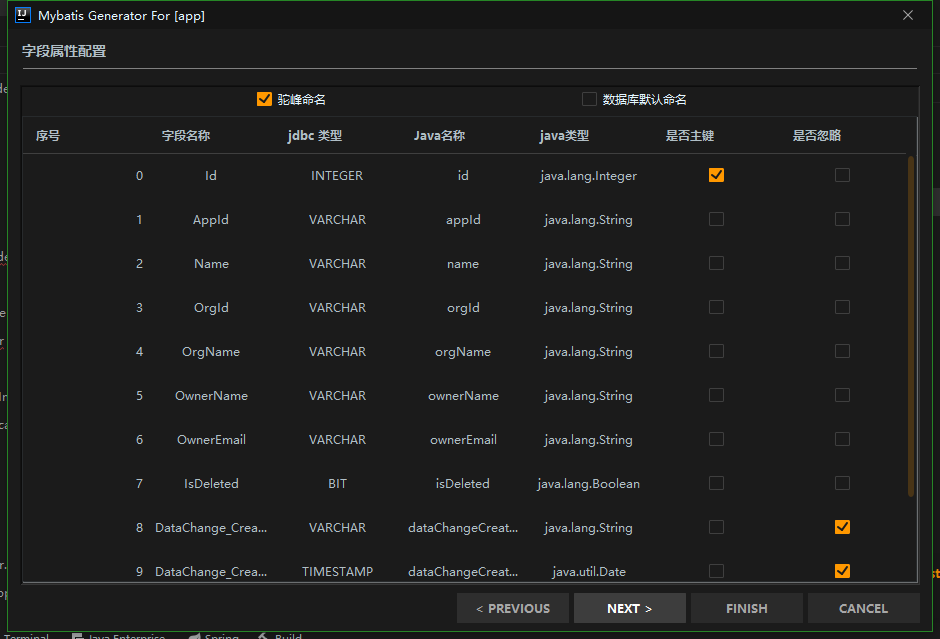 Mybatis Generator For [app]
字段属性配置
驼峰命名 数据库默认命名
序号 字段名称 jdbc 类型 Java名称 java类型 是否主键 是否忽略
0 Id INTEGER id java.lang.Integer
1 AppId VARCHAR appId java.lang.String
2 Name VARCHAR name java.lang.String
3 OrgId VARCHAR orgId java.lang.String
4 OrgName VARCHAR orgName java.lang.String
5 OwnerName VARCHAR ownerName java.lang.String
6 OwnerEmail VARCHAR ownerEmail java.lang.String
7 IsDeleted BIT isDeleted java.lang.Boolean
8 DataChange_Crea... VARCHAR dataChangeCreat... java.lang.String
9 DataChange_Crea... TIMESTAMP dataChangeCreat... java.util.Date
< PREVIOUS NEXT > FINISH CANCEL
Terminal Java Enterprise Spring Build